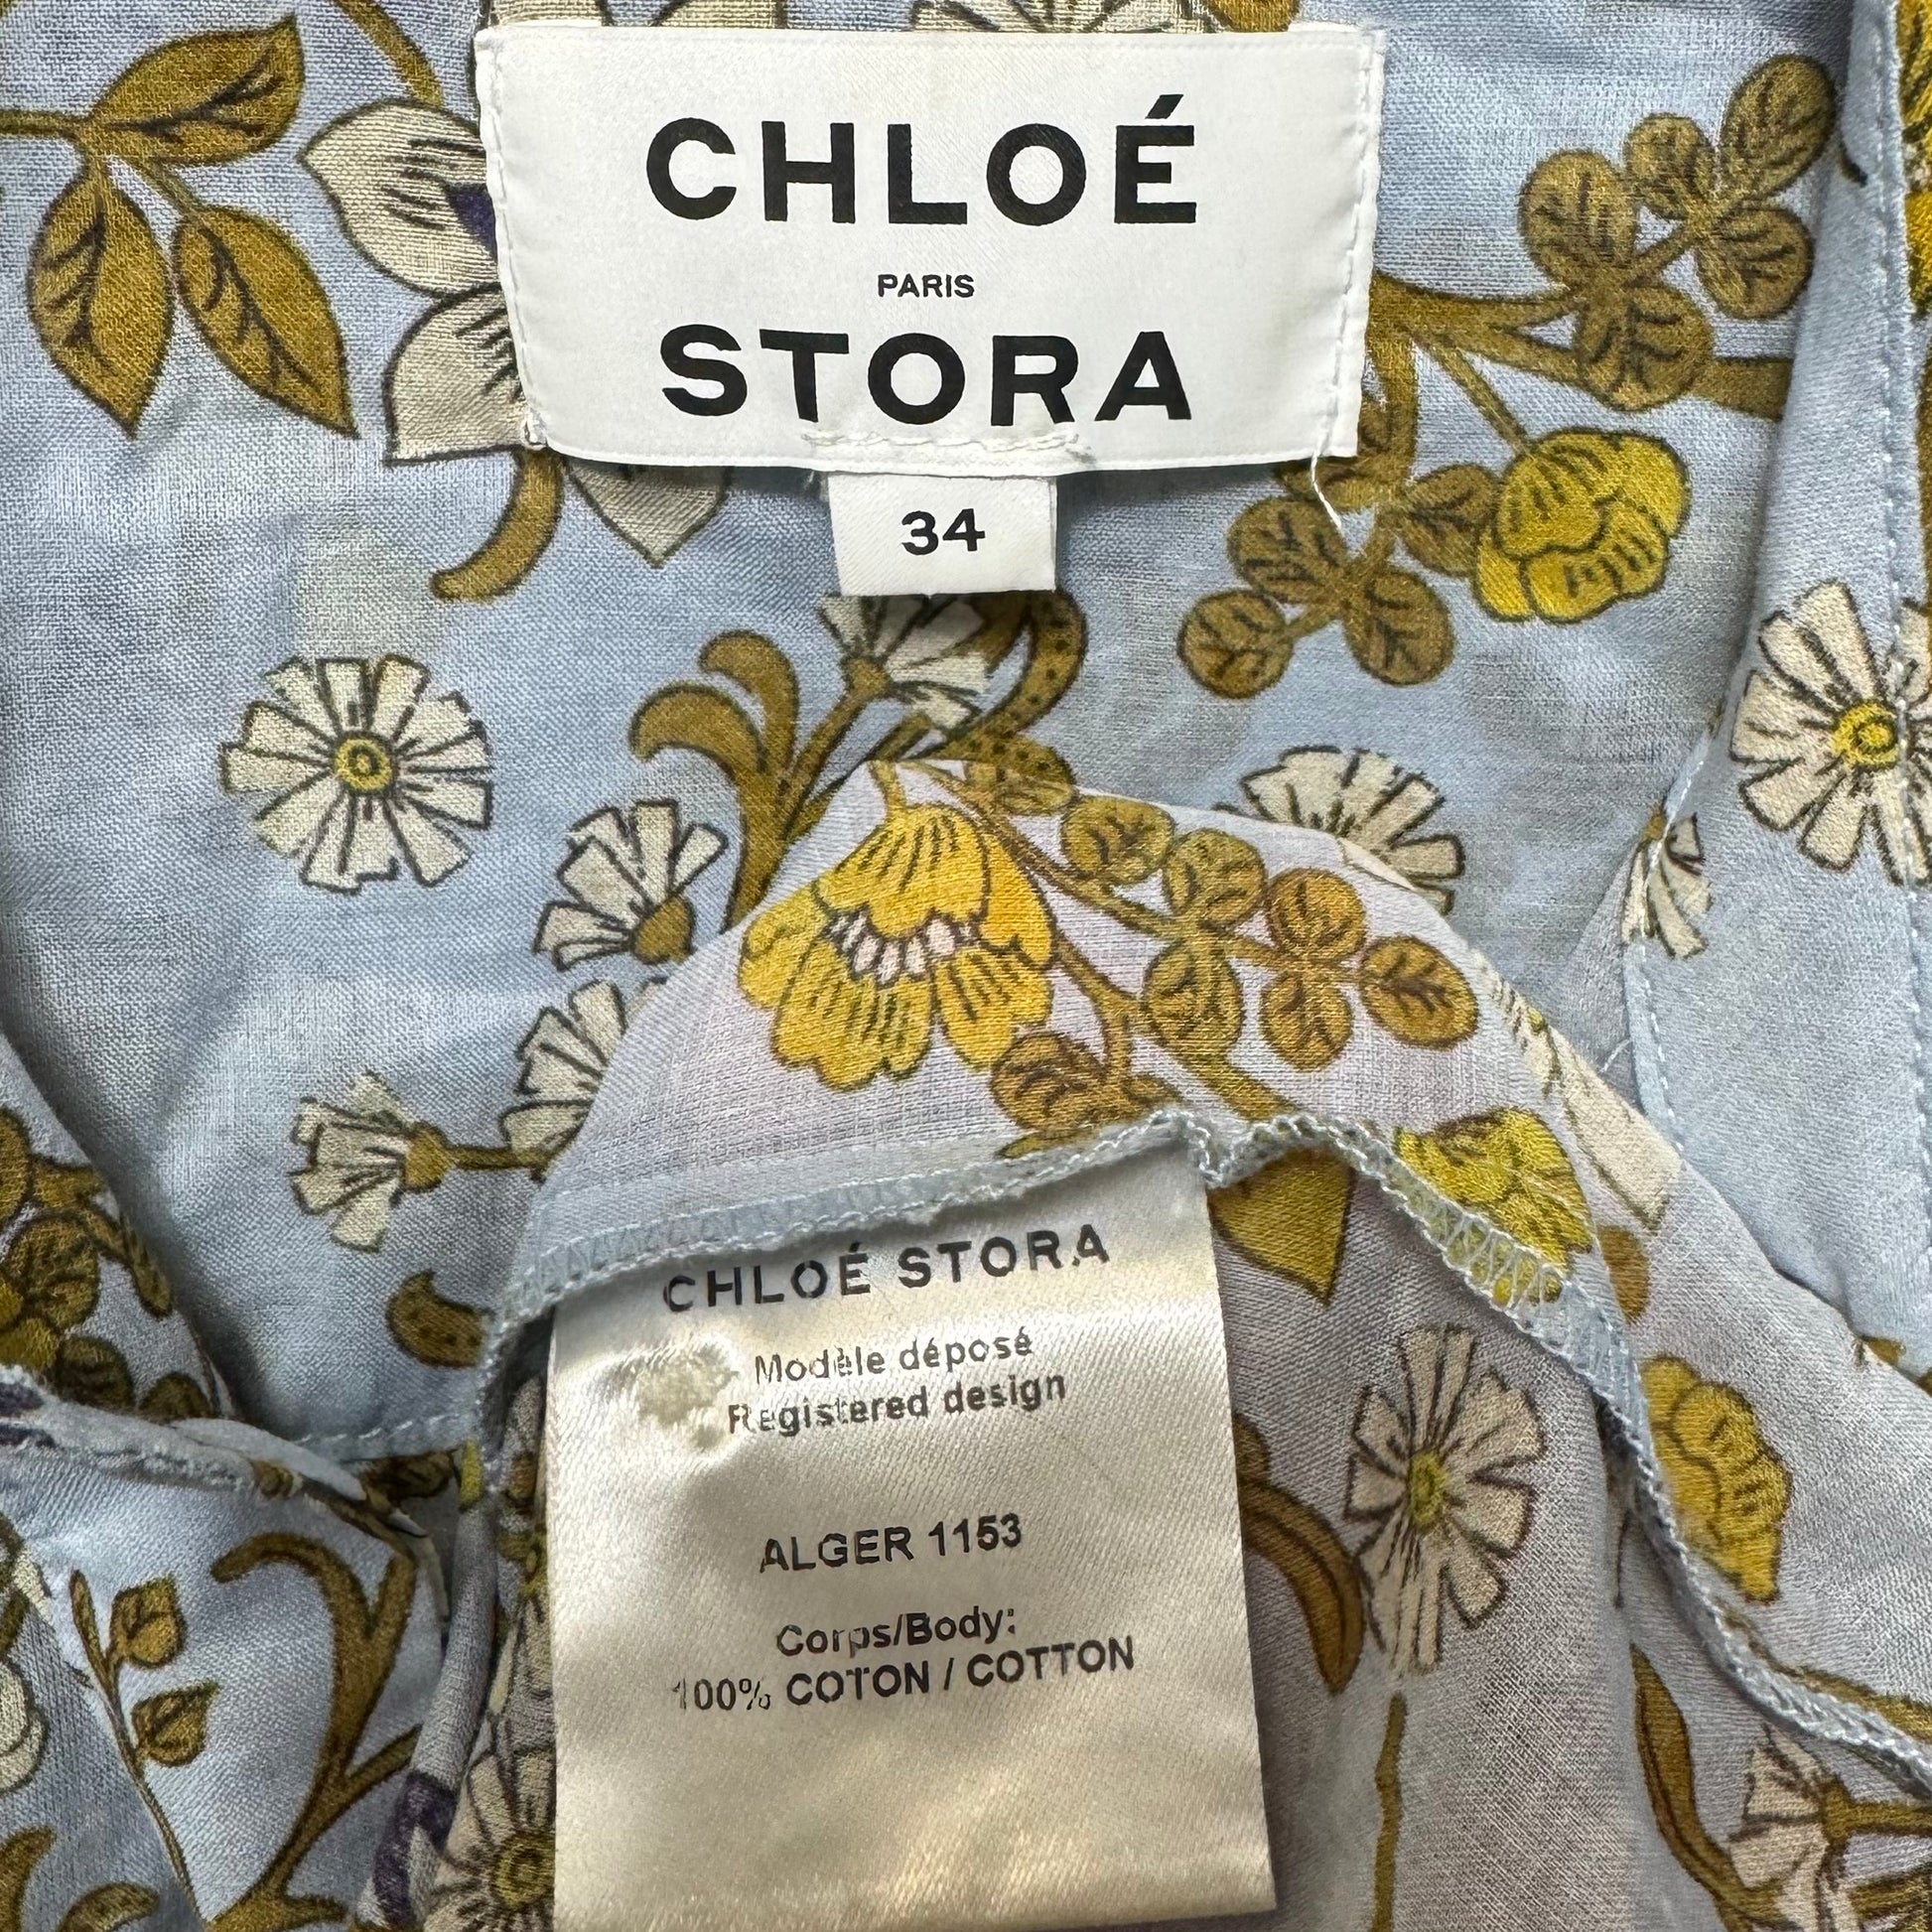 CHLOÉ
PARIS
STORA
34
CHLOÉ STORA
Modèle déposé
Registered design
ALGER 1153
Corps/Body:
100% COTON / COTTON